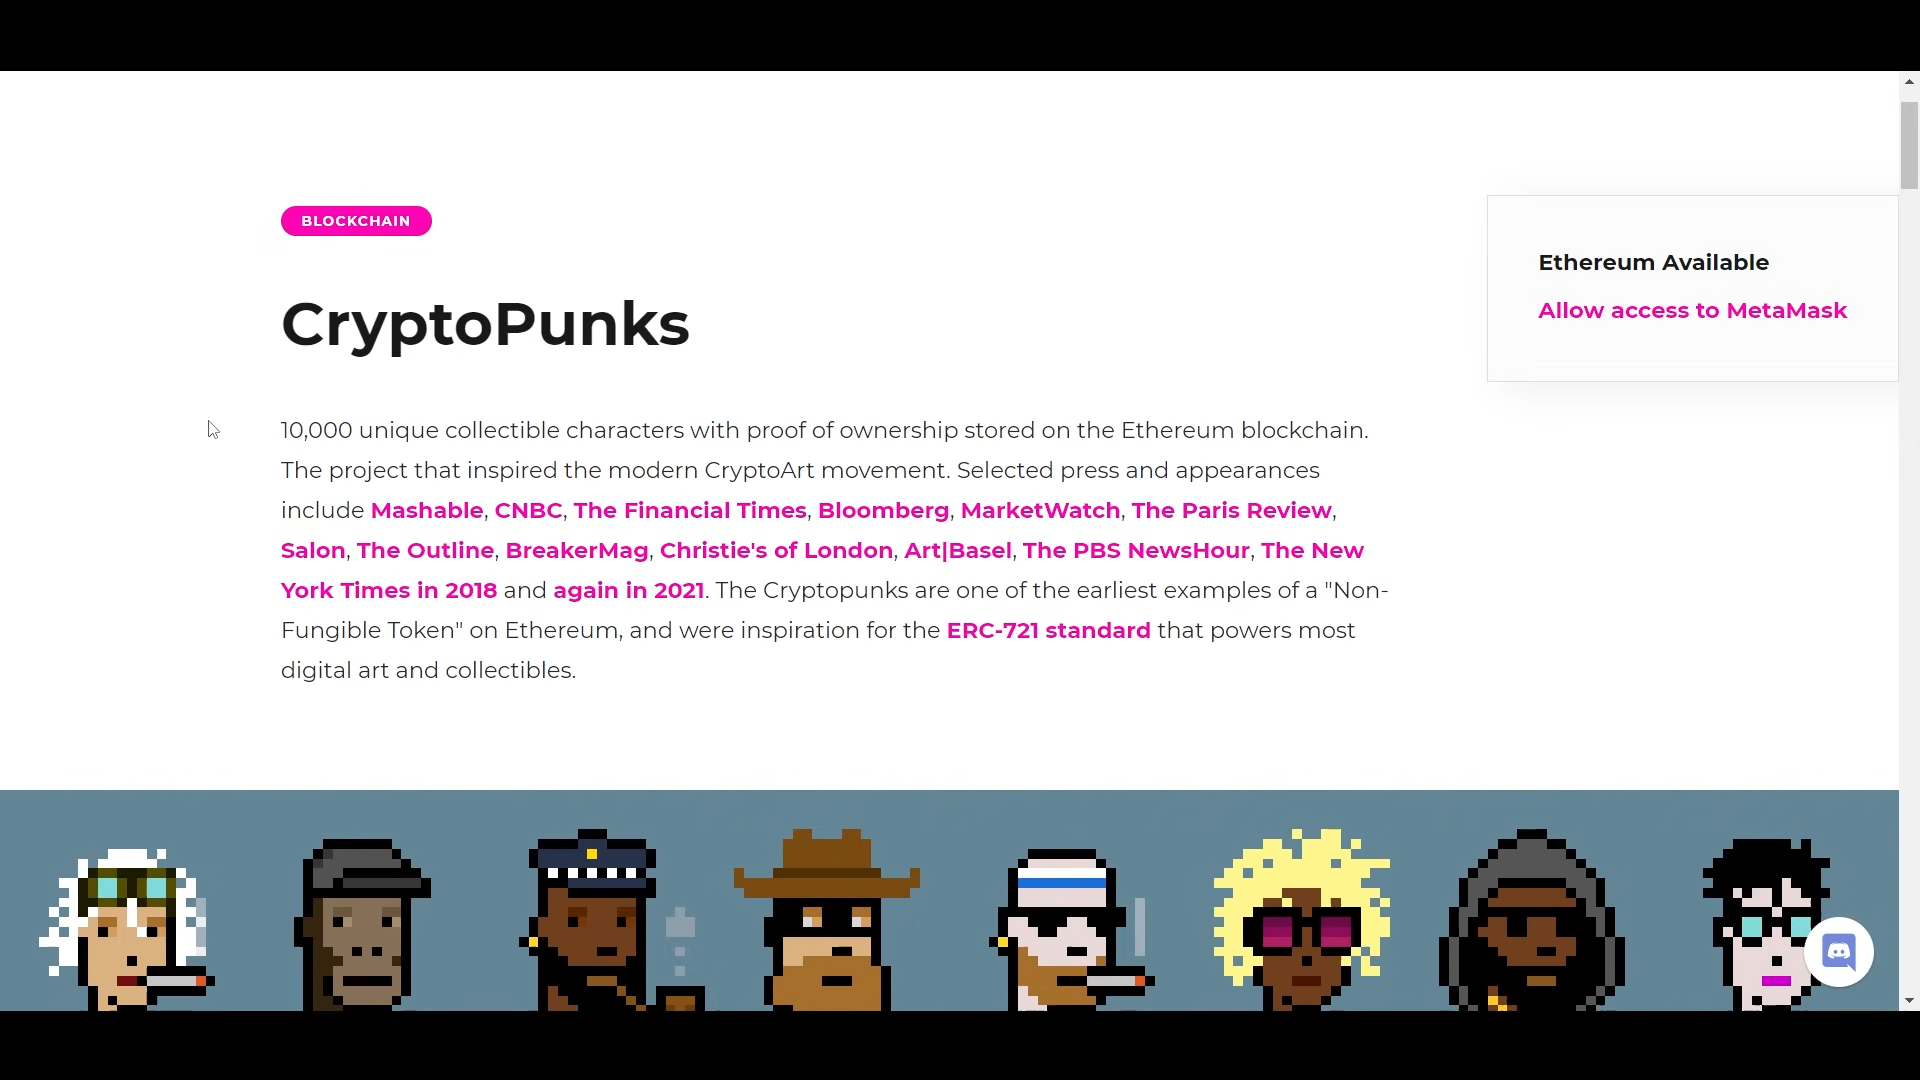 BLOCKCHAIN
CryptoPunks
10,000 unique collectible characters with proof of ownership stored on the Ethereum blockchain.
The project that inspired the modern CryptoArt movement. Selected press and appearances
include Mashable, CNBC, The Financial Times, Bloomberg, MarketWatch, The Paris Review,
Salon, The Outline, BreakerMag, Christie's of London, Art|Basel, The PBS NewsHour, The New
York Times in 2018 and again in 2021. The Cryptopunks are one of the earliest examples of a "Non-
Fungible Token" on Ethereum, and were inspiration for the ERC-721 standard that powers most
digital art and collectibles.
Ethereum Available
Allow access to MetaMask